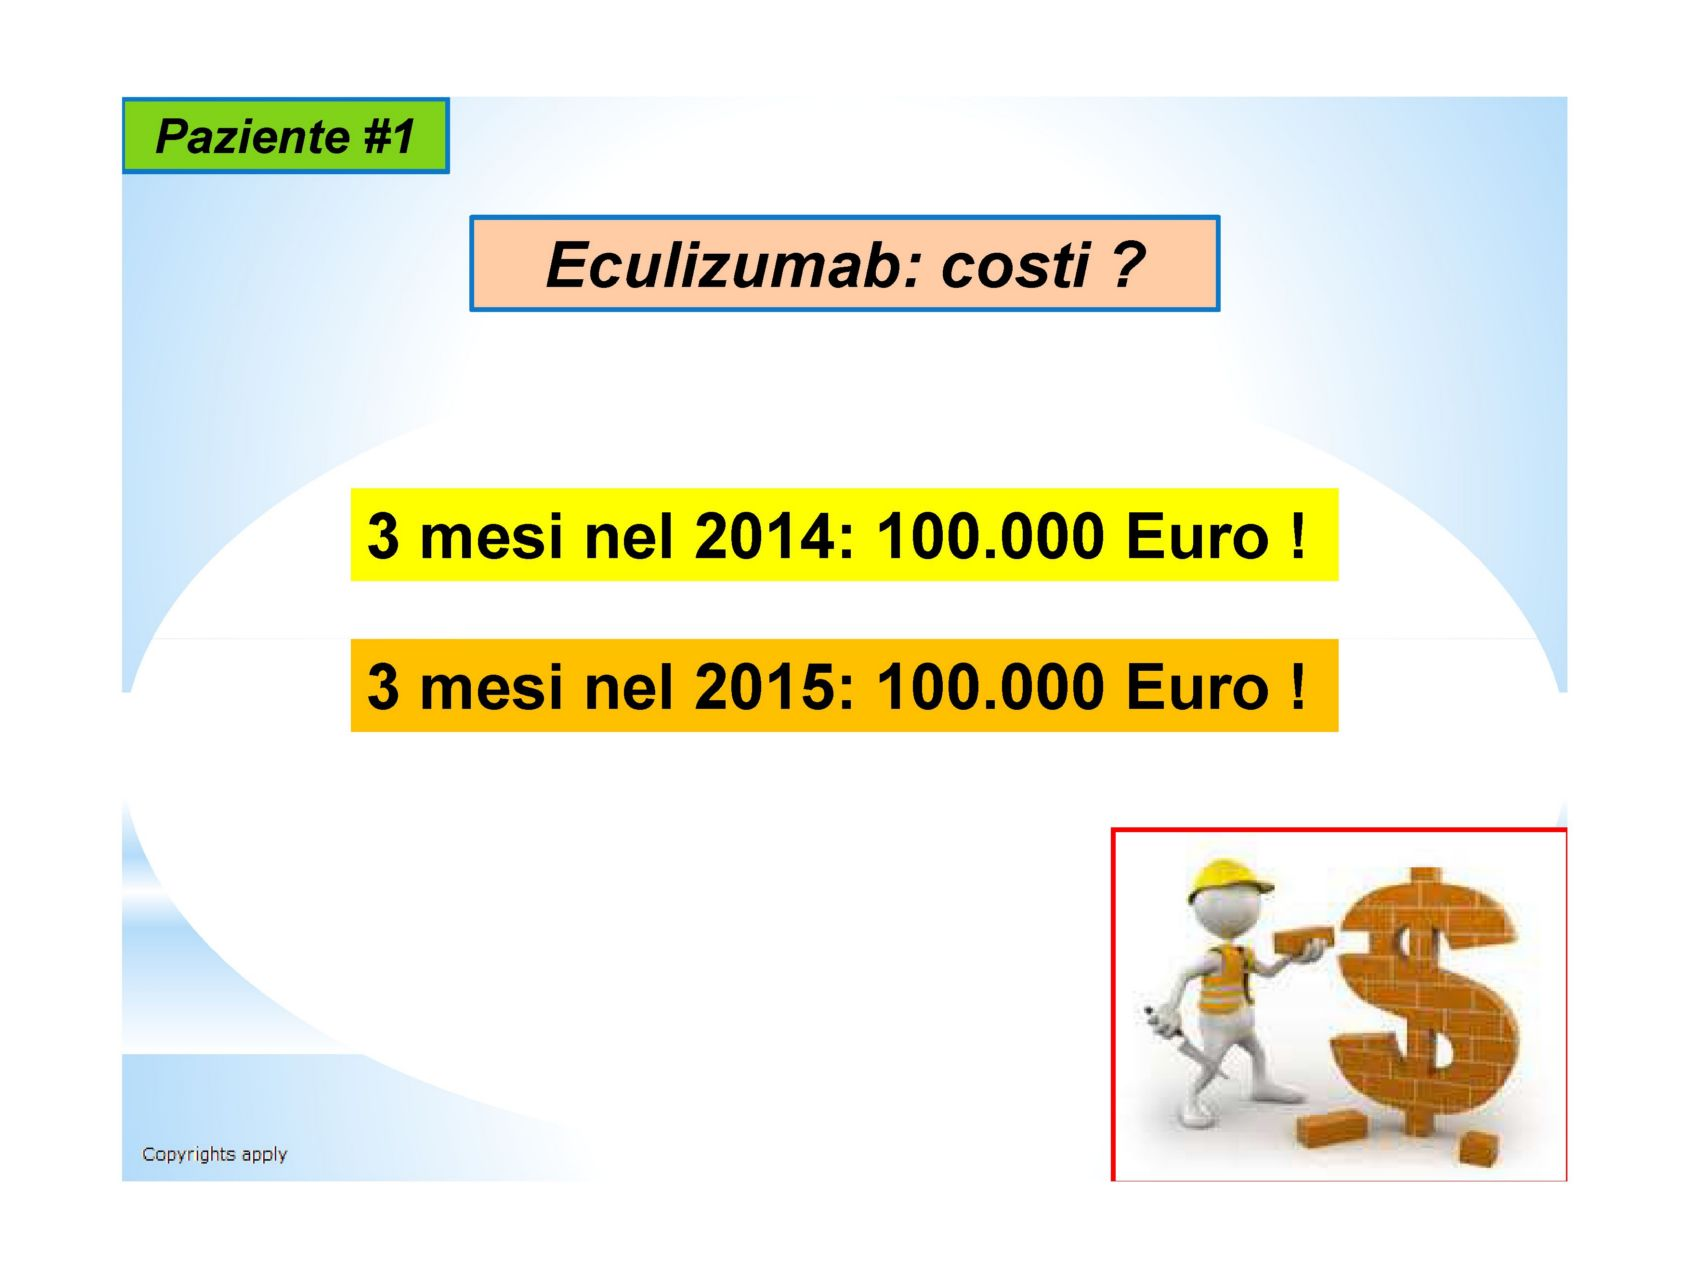 Paziente #1
Eculizumab: costi ?
3 mesi nel 2014: 100.000 Euro !
3 mesi nel 2015: 100.000 Euro !
Copyrights apply